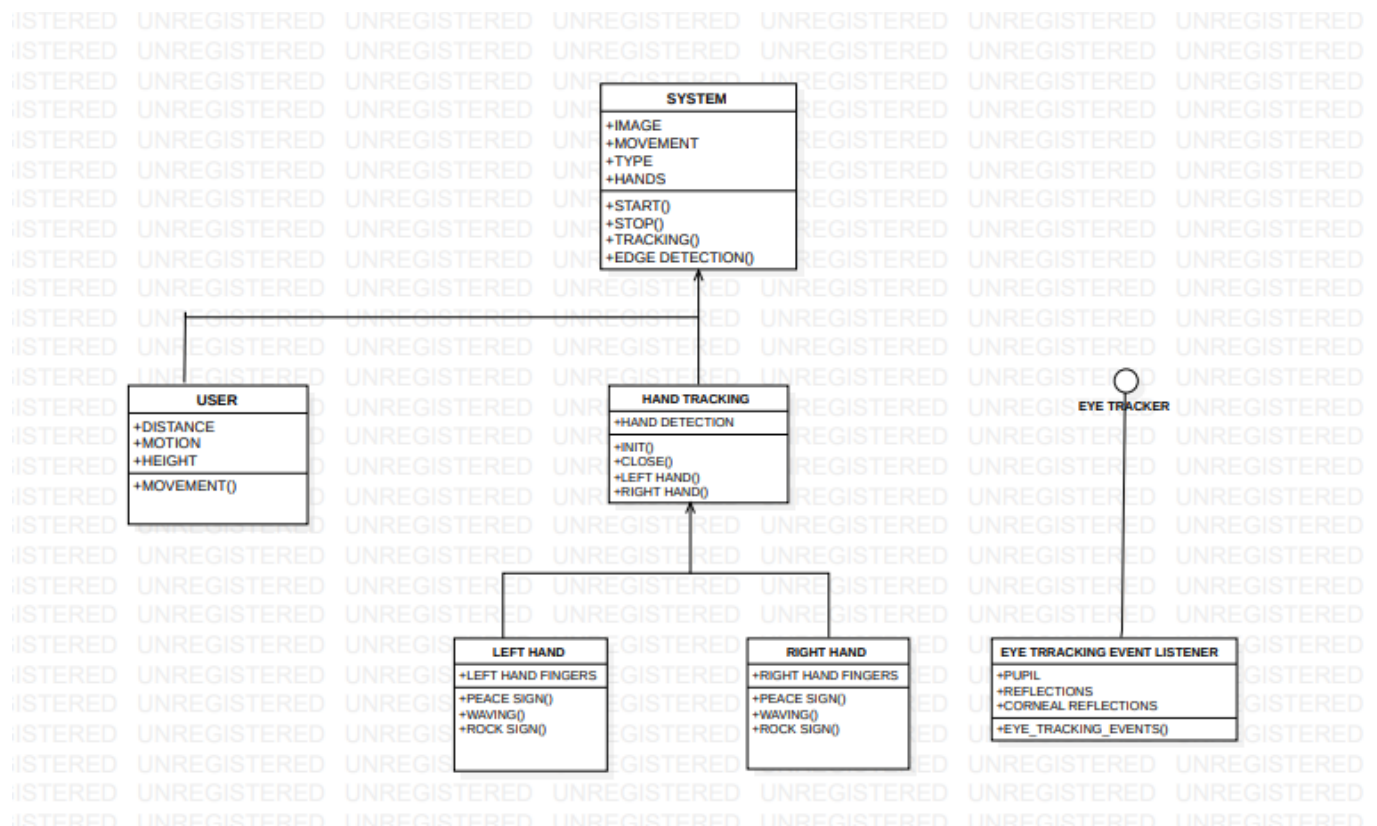 UNREGISTERED
SYSTEM
+IMAGE
+MOVEMENT
+TYPE
+HANDS
+START()
+STOP()
+TRACKING()
+EDGE DETECTION()
USER
+DISTANCE
+MOTION
+HEIGHT
+MOVEMENT()
HAND TRACKING
+HAND DETECTION
+INIT()
+CLOSE()
+LEFT HAND()
+RIGHT HAND()
EYE TRACKER
LEFT HAND
+LEFT HAND FINGERS
+PEACE SIGN()
+WAVING()
+ROCK SIGN()
RIGHT HAND
+RIGHT HAND FINGERS
+PEACE SIGN()
+WAVING()
+ROCK SIGN()
EYE TRRACKING EVENT LISTENER
+PUPIL
+REFLECTIONS
+CORNEAL REFLECTIONS
+EYE_TRACKING_EVENTS()